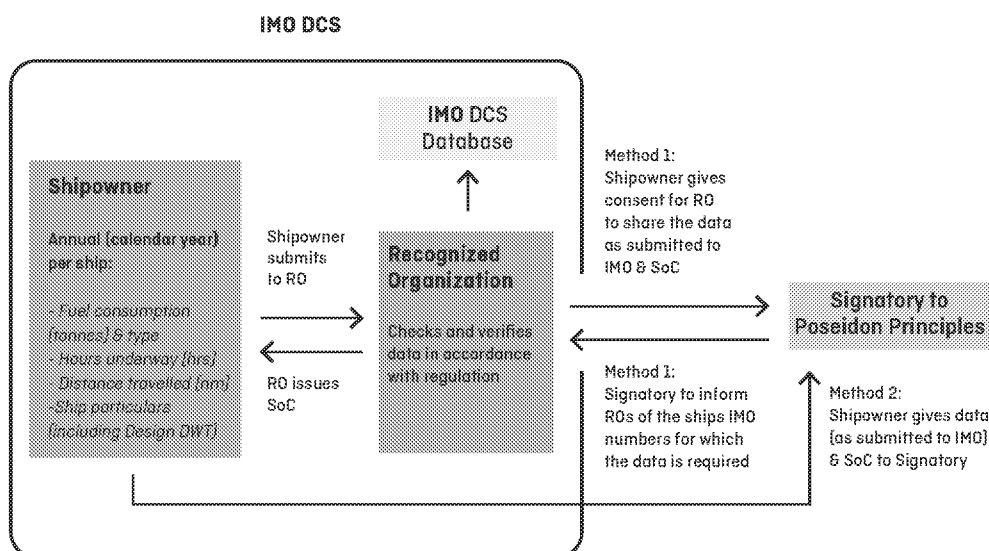 IMO DCS
IMO DCS
Database
Shipowner
Annual (calendar year)
per ship:
- Fuel consumption
(tonnes) & type
- Hours underway (hrs)
- Distance travelled (nm)
-Ship particulars
(including Design DWT)
Shipowner
submits
to RO
RO issues
SoC
Recognized
Organization
Checks and verifies
data in accordance
with regulation
Method 1:
Shipowner gives
consent for RO
to share the data
as submitted to
IMO & SoC
Method 1:
Signatory to inform
ROs of the ships IMO
numbers for which
the data is required
Signatory to
Poseidon Principles
Method 2:
Shipowner gives data
(as submitted to IMO)
& SoC to Signatory